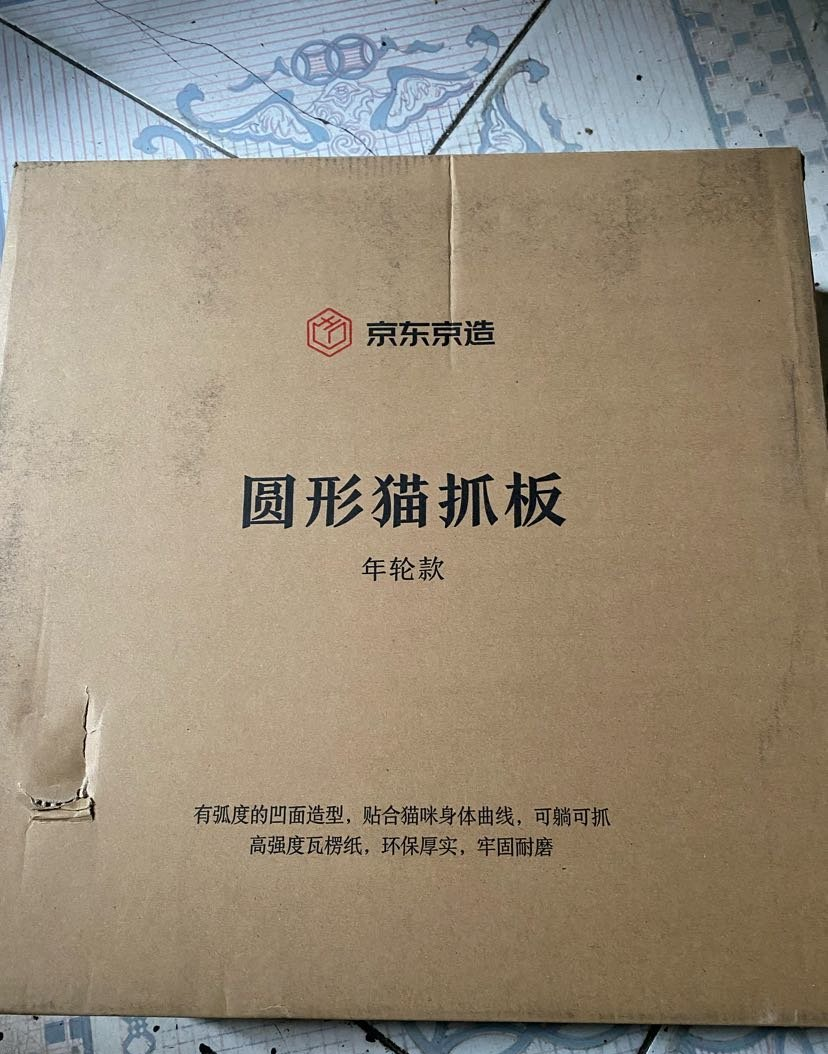 京东京造
圆形猫抓板
年轮款
有弧度的凹面造型，贴合猫咪身体曲线，可躺可抓
高强度瓦楞纸，环保厚实，牢固耐磨